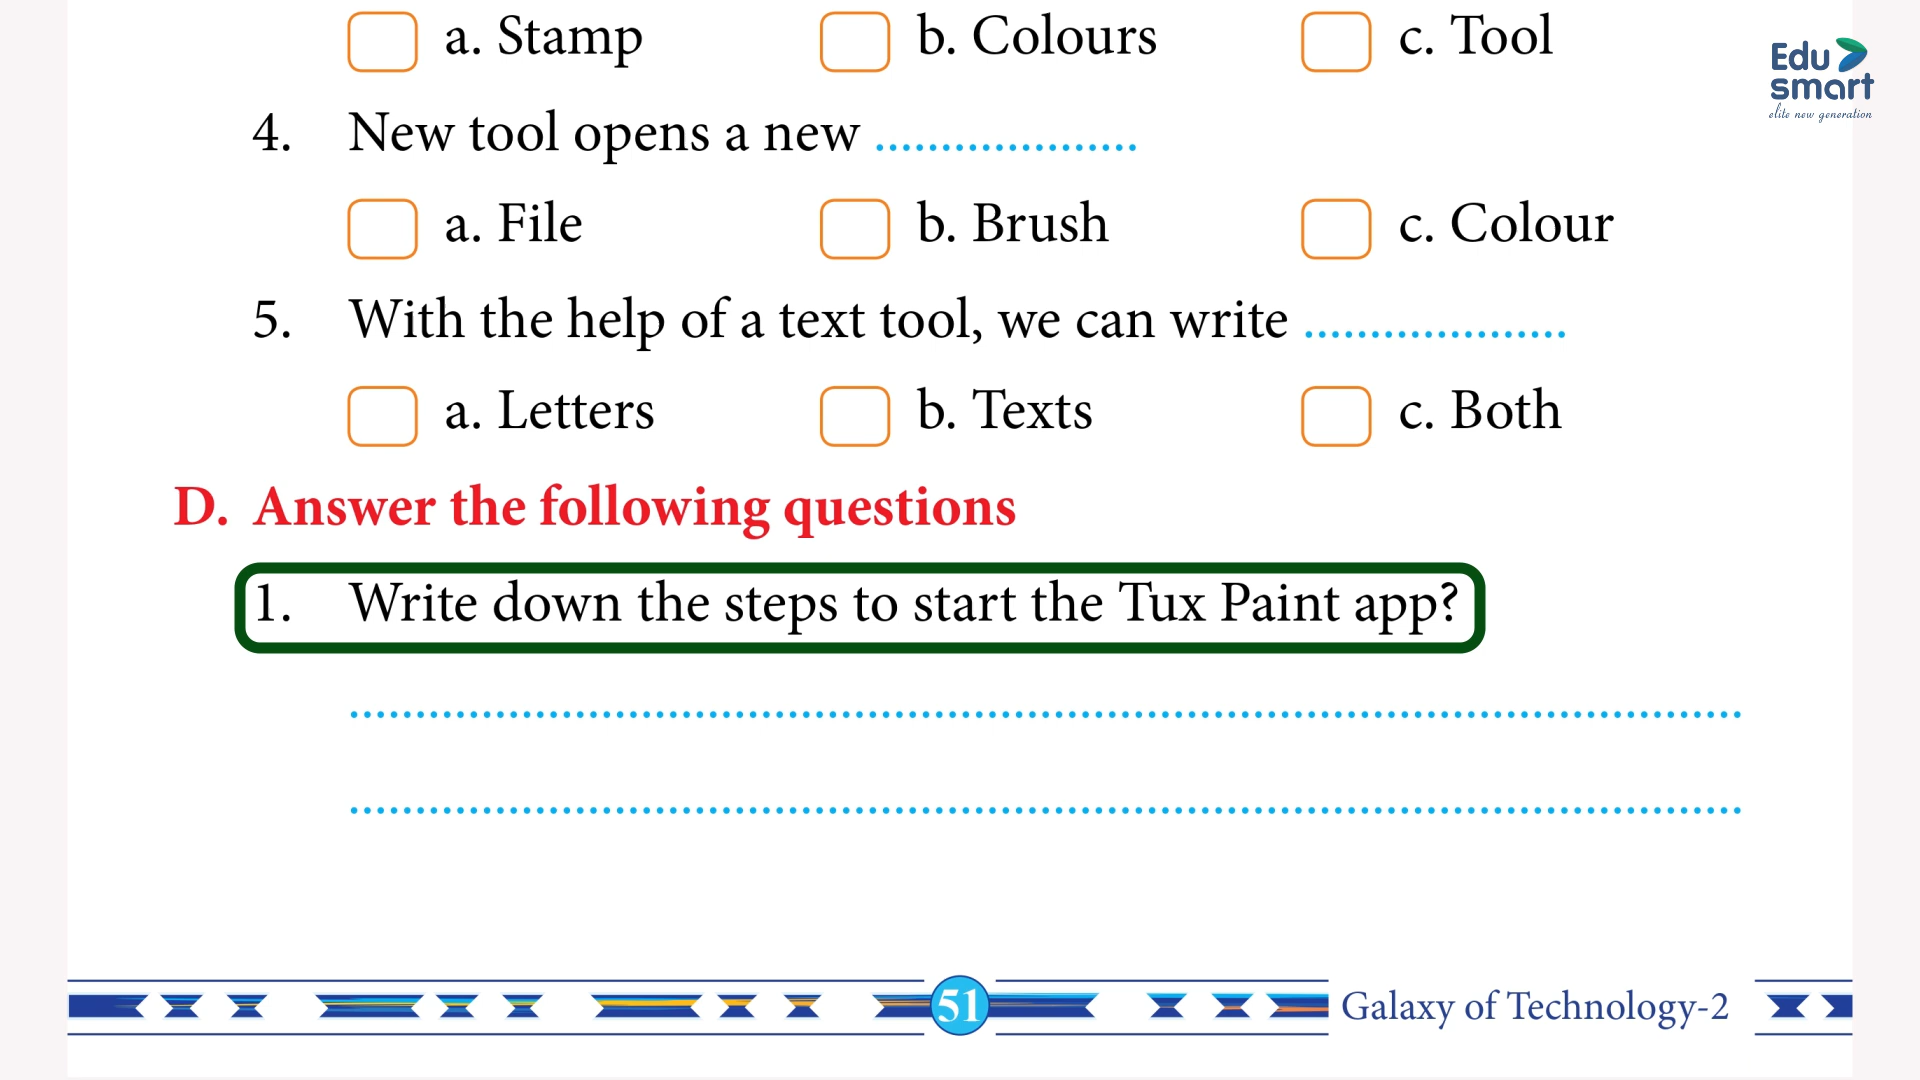 a. Stamp b. Colours c. Tool
Edu
smart
elite new generation
4. New tool opens a new ....................
a. File b. Brush c. Colour
5. With the help of a text tool, we can write ....................
a. Letters b. Texts c. Both
D. Answer the following questions
1. Write down the steps to start the Tux Paint app?
51
Galaxy of Technology-2